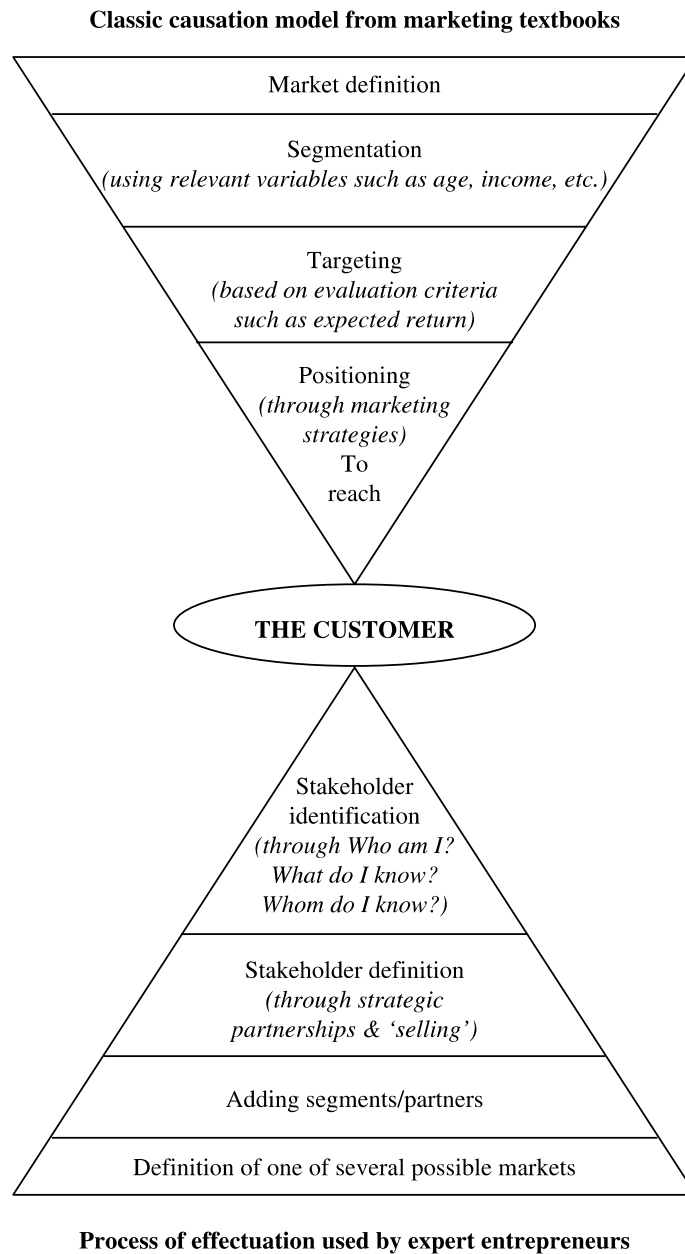 Classic causation model from marketing textbooks
Market definition
Segmentation
(using relevant variables such as age, income, etc.)
Targeting
(based on evaluation criteria
such as expected return)
Positioning
(through marketing
strategies)
To
reach
THE CUSTOMER
Stakeholder
identification
(through Who am I?
What do I know?
Whom do I know?)
Stakeholder definition
(through strategic
partnerships & ‘selling’)
Adding segments/partners
Definition of one of several possible markets
Process of effectuation used by expert entrepreneurs